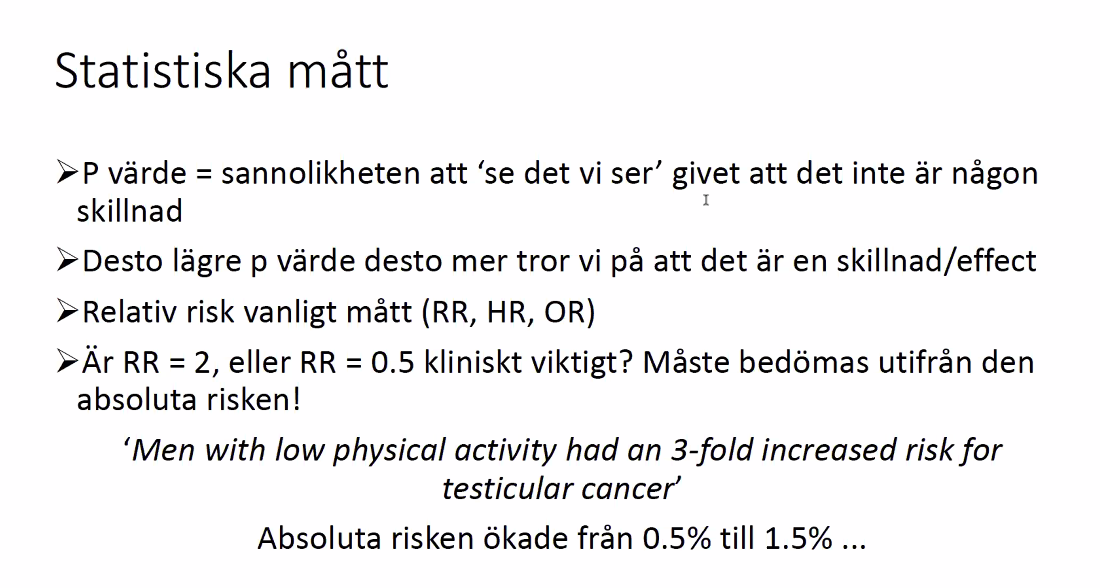 Statistiska mått
➢P värde = sannolikheten att ‘se det vi ser’ givet att det inte är någon
skillnad
➢Desto lägre p värde desto mer tror vi på att det är en skillnad/effect
➢Relativ risk vanligt mått (RR, HR, OR)
➢Är RR = 2, eller RR = 0.5 kliniskt viktigt? Måste bedömas utifrån den
absoluta risken!
‘Men with low physical activity had an 3-fold increased risk for
testicular cancer’
Absoluta risken ökade från 0.5% till 1.5% ...